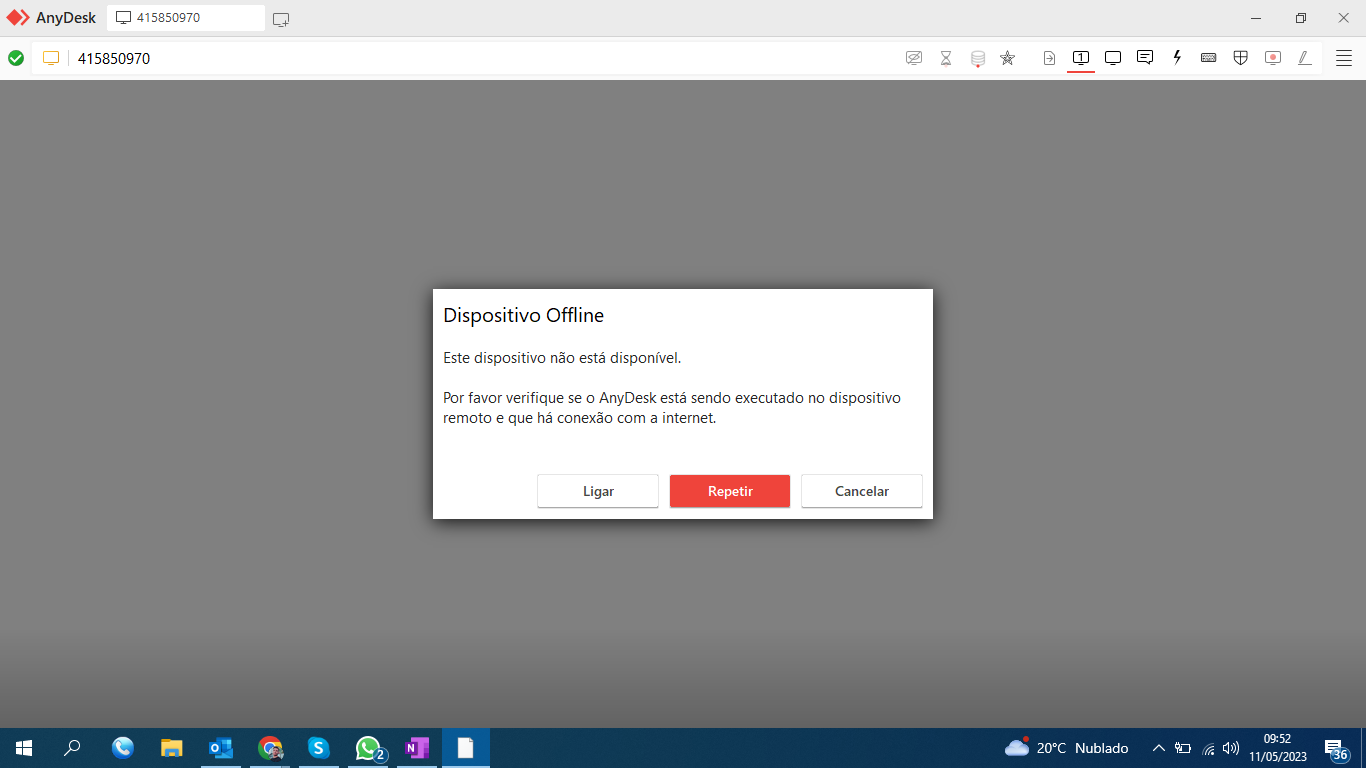 AnyDesk
415850970
415850970
1
Dispositivo Offline
Este dispositivo não está disponível.
Por favor verifique se o AnyDesk está sendo executado no dispositivo
remoto e que há conexão com a internet.
Ligar
Repetir
Cancelar
2
N
S
20°C Nublado
09:52
11/05/2023
36